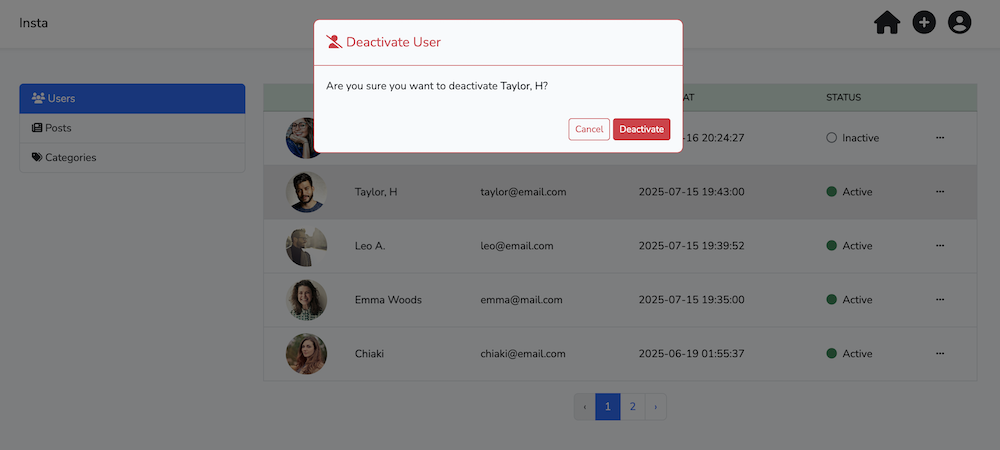 Insta
Deactivate User
Are you sure you want to deactivate Taylor, H?
Cancel Deactivate
Users
Posts
Categories
AT STATUS
16 20:24:27 Inactive
Taylor, H taylor@email.com 2025-07-15 19:43:00 Active
Leo A. leo@email.com 2025-07-15 19:39:52 Active
Emma Woods emma@mail.com 2025-07-15 19:35:00 Active
Chiaki chiaki@email.com 2025-06-19 01:55:37 Active
‹ 1 2 ›